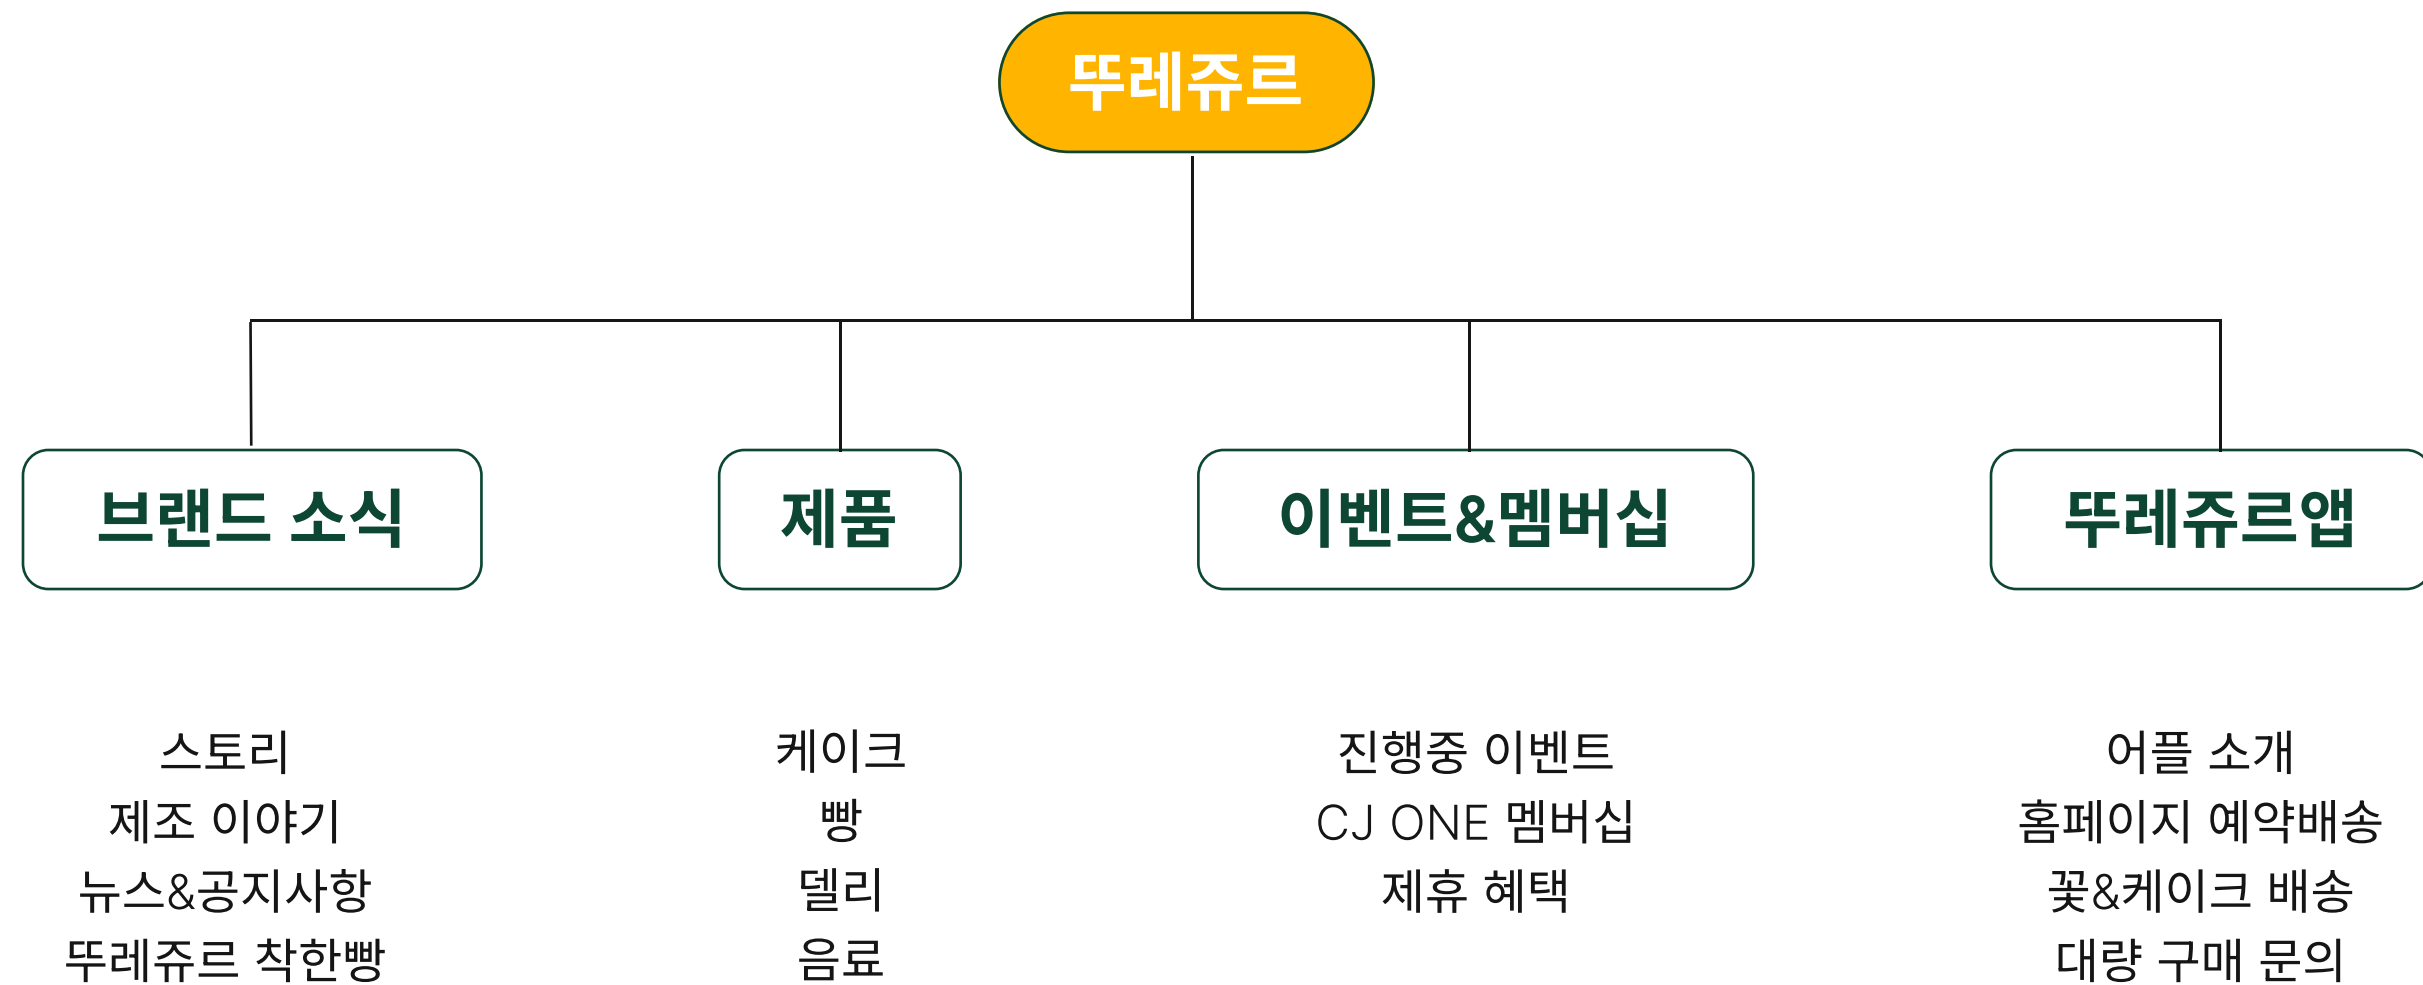 뚜레쥬르
브랜드 소식
제품
이벤트&멤버십
뚜레쥬르앱
스토리
제조 이야기
뉴스&공지사항
뚜레쥬르 착한빵
케이크
빵
델리
음료
진행중 이벤트
CJ ONE 멤버십
제휴 혜택
어플 소개
홈페이지 예약배송
꽃&케이크 배송
대량 구매 문의